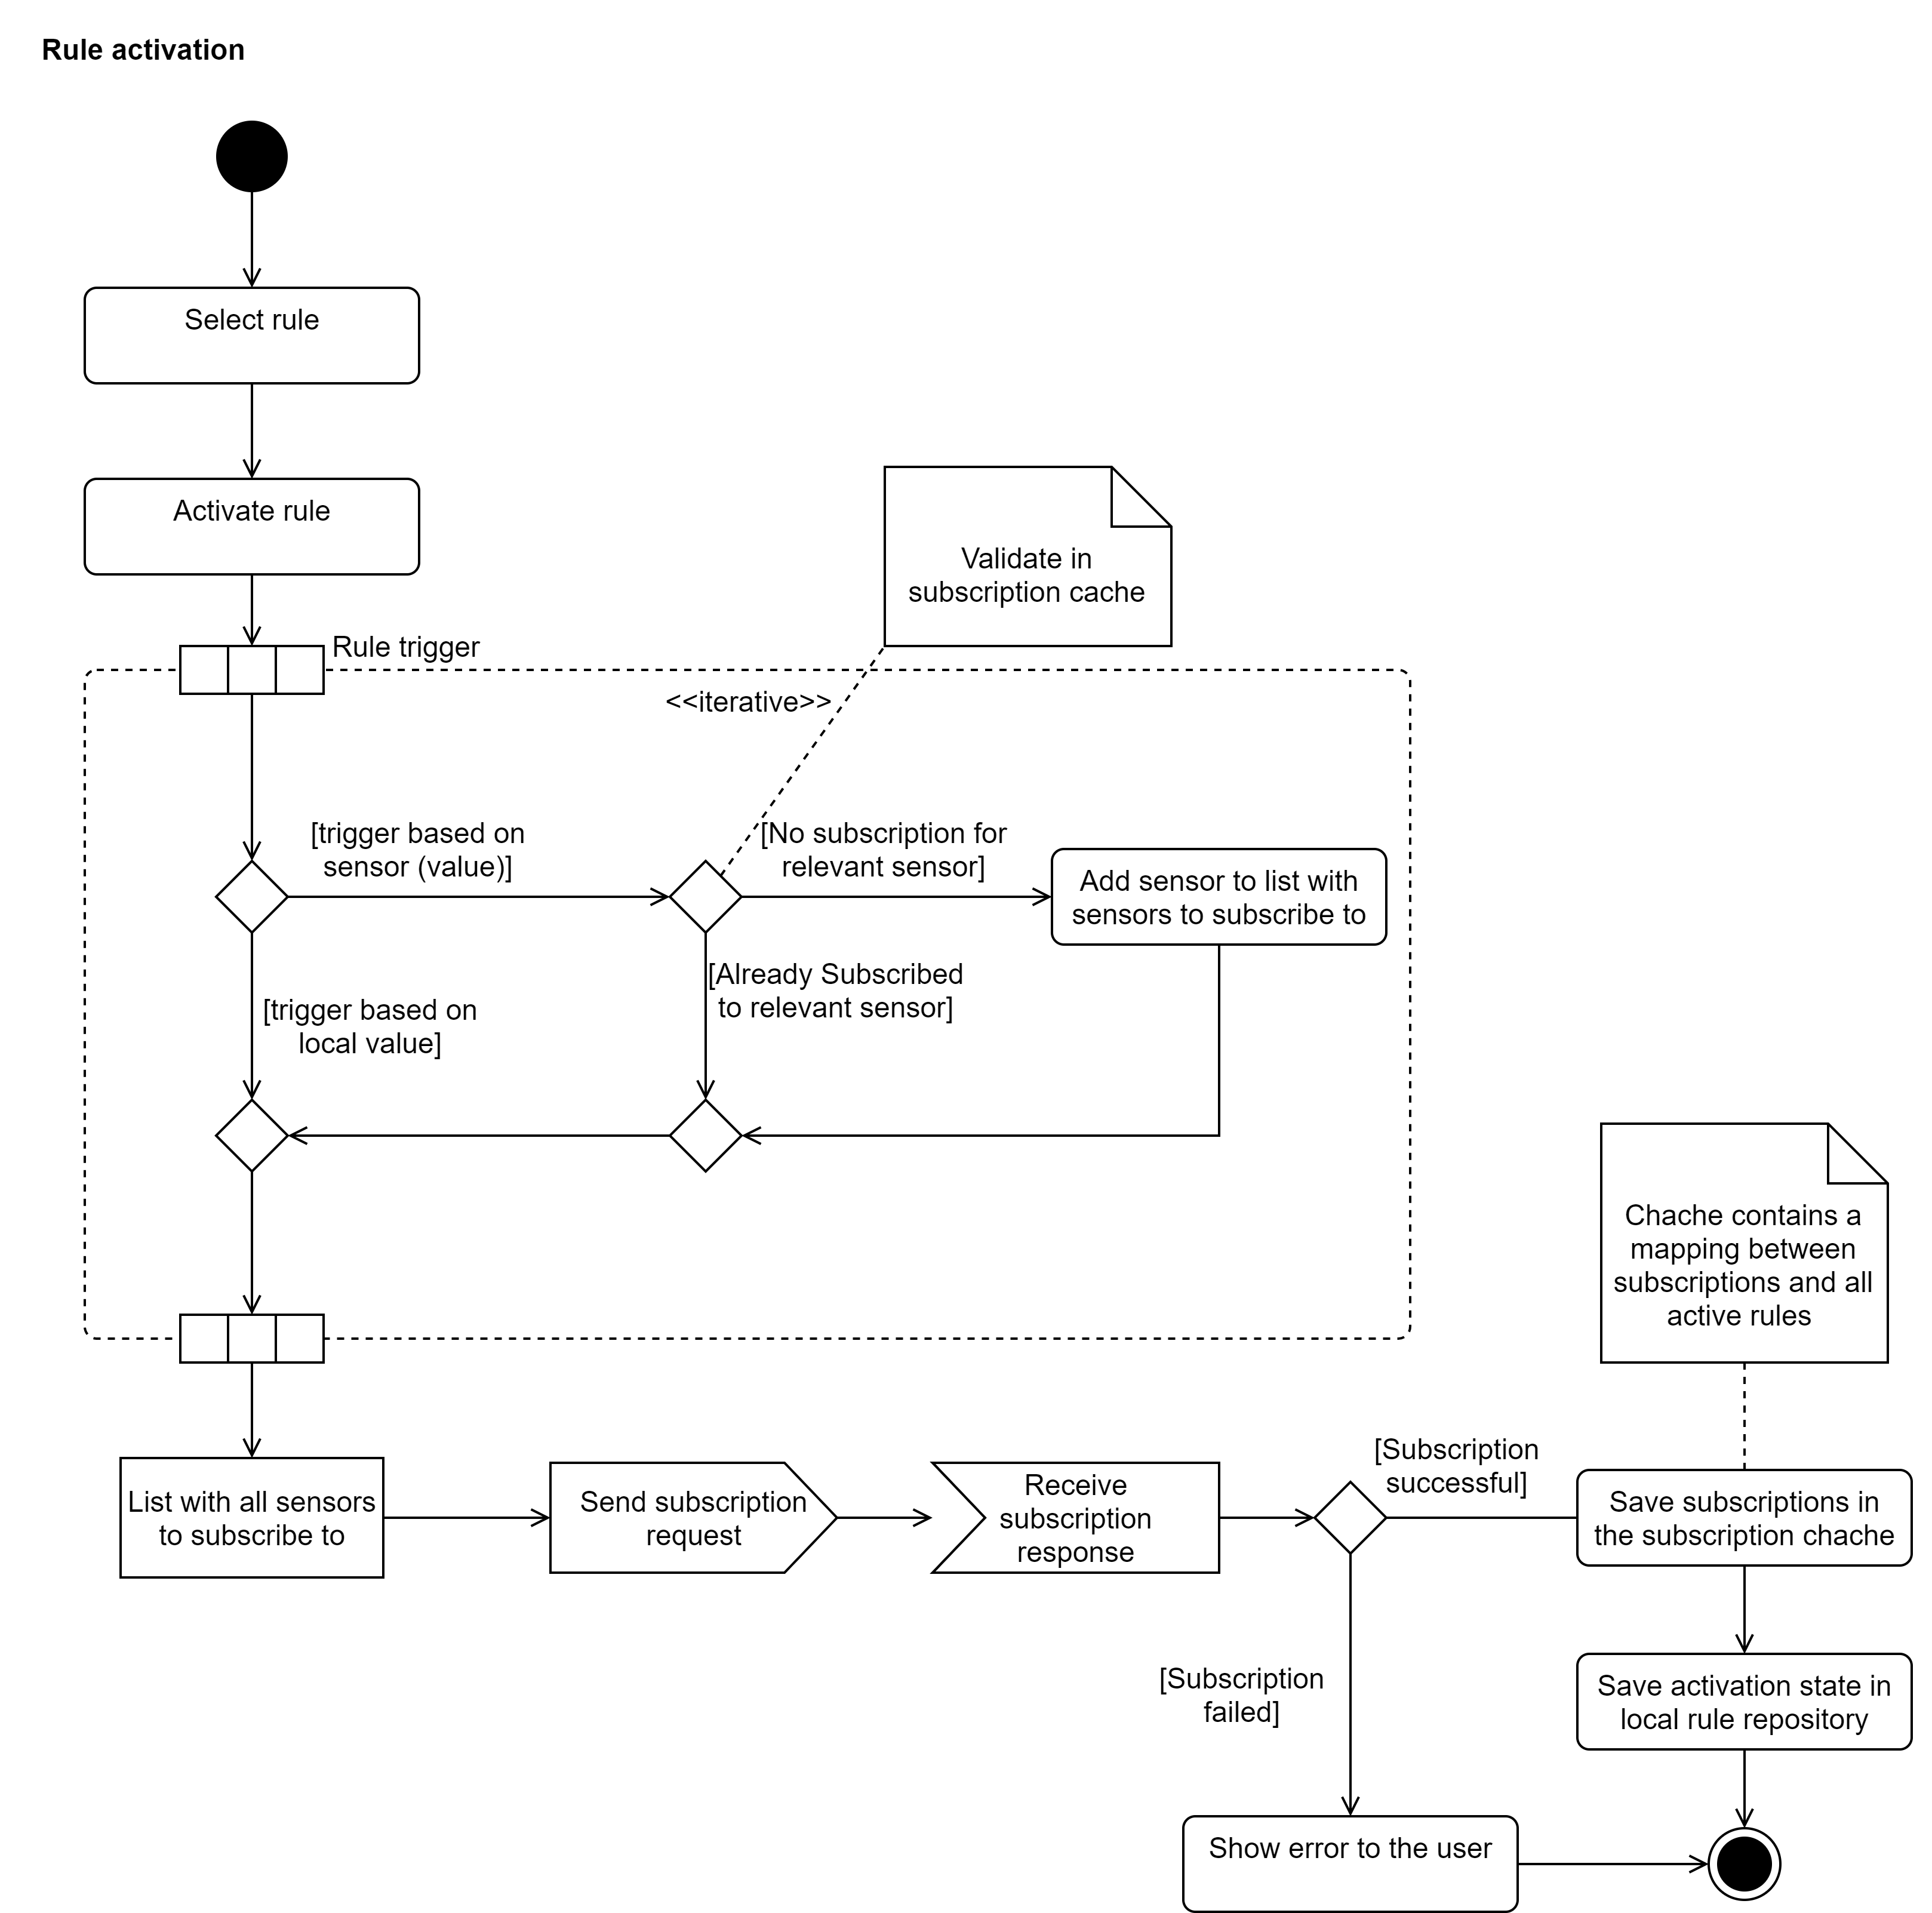 Rule activation
Select rule
Activate rule
Validate in
subscription cache
Rule trigger
<<iterative>>
[trigger based on
sensor (value)]
[No subscription for
relevant sensor]
Add sensor to list with
sensors to subscribe to
[Already Subscribed
to relevant sensor]
[trigger based on
local value]
Chache contains a
mapping between
subscriptions and all
active rules
List with all sensors
to subscribe to
Send subscription
request
Receive
subscription
response
[Subscription
successful]
Save subscriptions in
the subscription chache
[Subscription
failed]
Save activation state in
local rule repository
Show error to the user